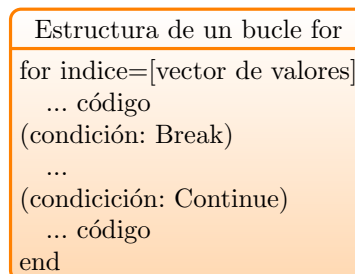 Estructura de un bucle for
for indice=[vector de valores]
... código
(condición: Break)
...
(condicición: Continue)
... código
end